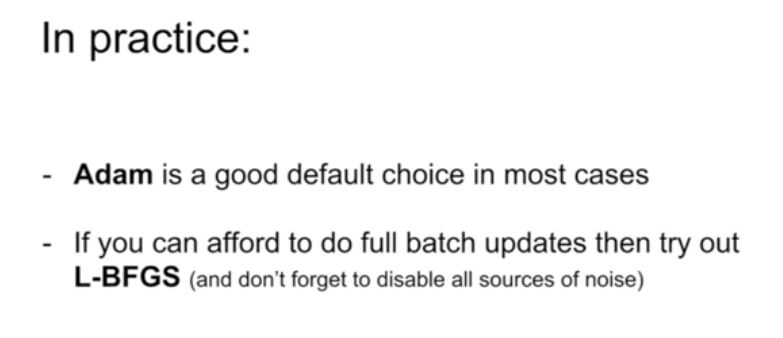 In practice:
- Adam is a good default choice in most cases
- If you can afford to do full batch updates then try out
L-BFGS (and don't forget to disable all sources of noise)